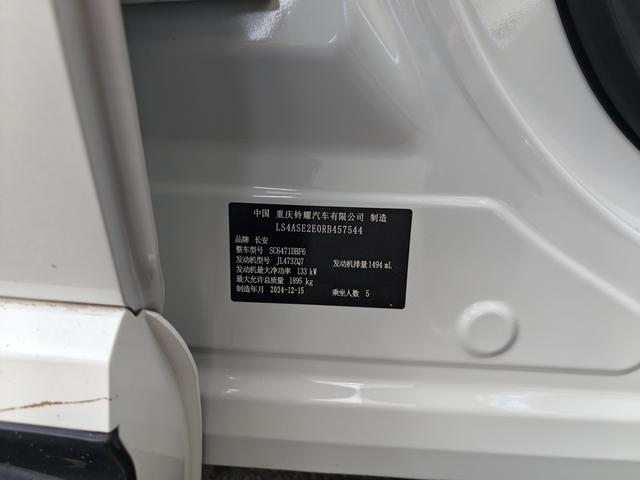 中国 重庆铃耀汽车有限公司 制造
LS4ASE2E0RB457544
品牌 长安
整车型号 SC6471DBF6
发动机型号 JL473ZQ7 发动机排量1494 mL
发动机最大净功率 133 kW
最大允许总质量 1895 kg
制造年月 2024-12-15 乘坐人数 5